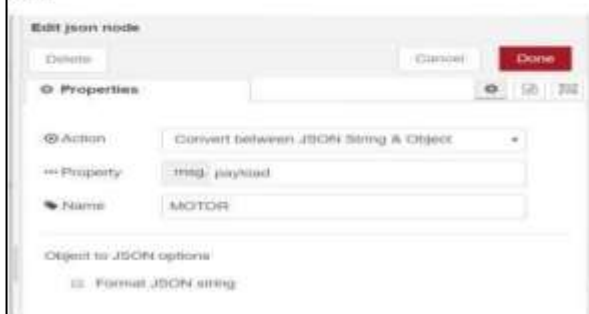 Edit json node
Delete
Cancel
Done
Properties
Action
Convert between JSON String & Object
Property
msg. payload
Name
MOTOR
Object to JSON options
Format JSON string